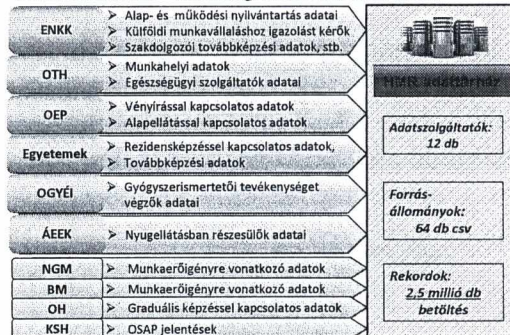 ENKK
➢ Alap- és működési nyilvántartás adatai
➢ Külföldi munkavállaláshoz igazolást kérők
➢ Szakdolgozói továbbképzési adatok, stb.
OTH
➢ Munkahelyi adatok
➢ Egészségügyi szolgáltatók adatai
OEP
➢ Vényírással kapcsolatos adatok
➢ Alapellátással kapcsolatos adatok
Egyetemek
➢ Rezidensképzéssel kapcsolatos adatok,
➢ Továbbképzési adatok
OGYÉI
➢ Gyógyszerismertetői tevékenységet
végzők adatai
ÁEEK
➢ Nyugellátásban részesülők adatai
NGM
➢ Munkaerőigényre vonatkozó adatok
BM
➢ Munkaerőigényre vonatkozó adatok
OH
➢ Graduális képzéssel kapcsolatos adatok
KSH
➢ OSAP jelentések
HMR adattárház
Adatszolgáltatók:
12 db
Forrás-
állományok:
64 db csv
Rekordok:
2,5 millió db
betöltés